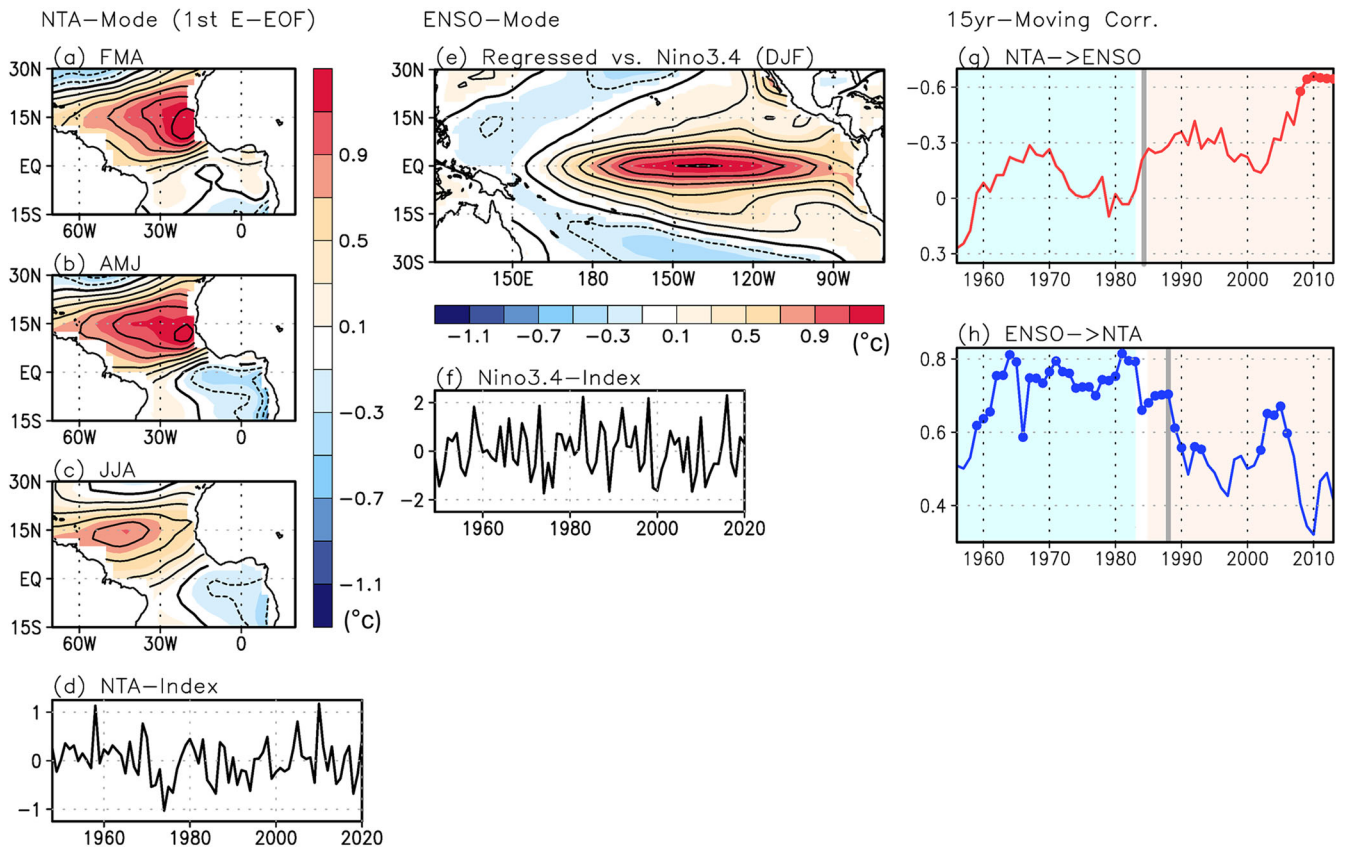 NTA-Mode (1st E-EOF)
ENSO-Mode
15yr-Moving Corr.
(a) FMA
30N
15N
EQ
15S
60W 30W 0
(b) AMJ
30N
15N
EQ
15S
60W 30W 0
(c) JJA
30N
15N
EQ
15S
60W 30W 0
0.9
0.5
0.1
-0.3
-0.7
-1.1
(°c)
(d) NTA-Index
1
0
-1
1960 1980 2000 2020
(e) Regressed vs. Nino3.4 (DJF)
30N
15N
EQ
15S
30S
150E 180 150W 120W 90W
-1.1 -0.7 -0.3 0.1 0.5 0.9
(°c)
(f) Nino3.4-Index
2
0
-2
1960 1980 2000 2020
(g) NTA->ENSO
-0.6
-0.3
0
0.3
1960 1970 1980 1990 2000 2010
(h) ENSO->NTA
0.8
0.6
0.4
1960 1970 1980 1990 2000 2010